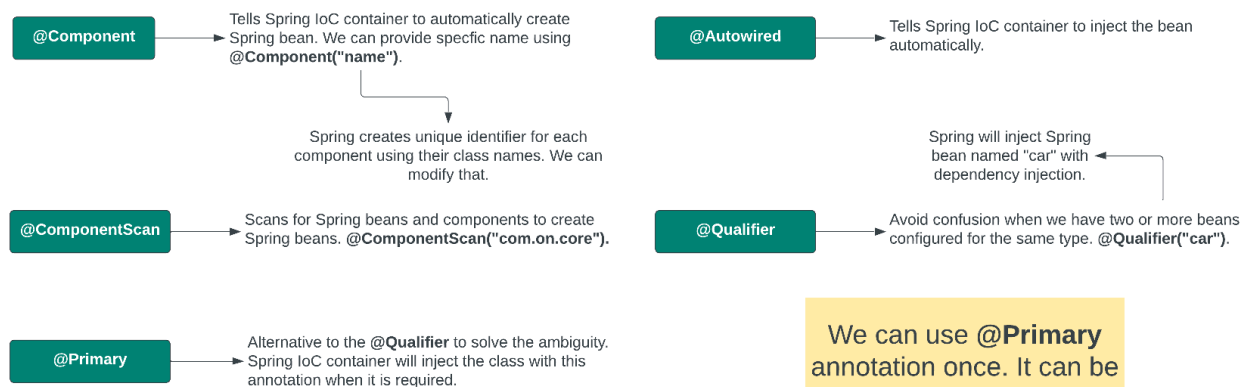 @Component
Tells Spring IoC container to automatically create
Spring bean. We can provide specfic name using
@Component("name").
Spring creates unique identifier for each
component using their class names. We can
modify that.
@Autowired
Tells Spring IoC container to inject the bean
automatically.
Spring will inject Spring
bean named "car" with
dependency injection.
@ComponentScan
Scans for Spring beans and components to create
Spring beans. @ComponentScan("com.on.core").
@Qualifier
Avoid confusion when we have two or more beans
configured for the same type. @Qualifier("car").
@Primary
Alternative to the @Qualifier to solve the ambiguity.
Spring IoC container will inject the class with this
annotation when it is required.
We can use @Primary
annotation once. It can be